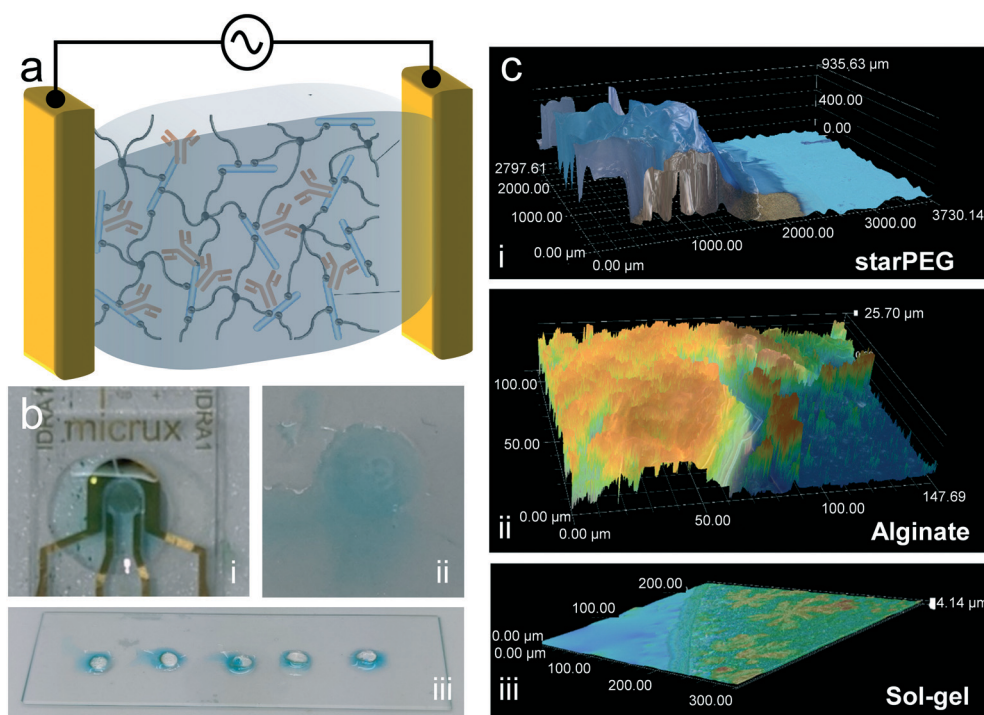 a
b
IDRA1
micrux
IDRA1
i
ii
iii
c
935.63 µm
400.00
0.00
2797.61
2000.00
1000.00
0.00 µm
0.00 µm
1000.00
2000.00
3000.00
3730.14
i
starPEG
25.70 µm
100.00
50.00
0.00 µm
0.00 µm
50.00
100.00
147.69
ii
Alginate
200.00
100.00
0.00 µm
0.00 µm
100.00
200.00
300.00
4.14 µm
iii
Sol-gel